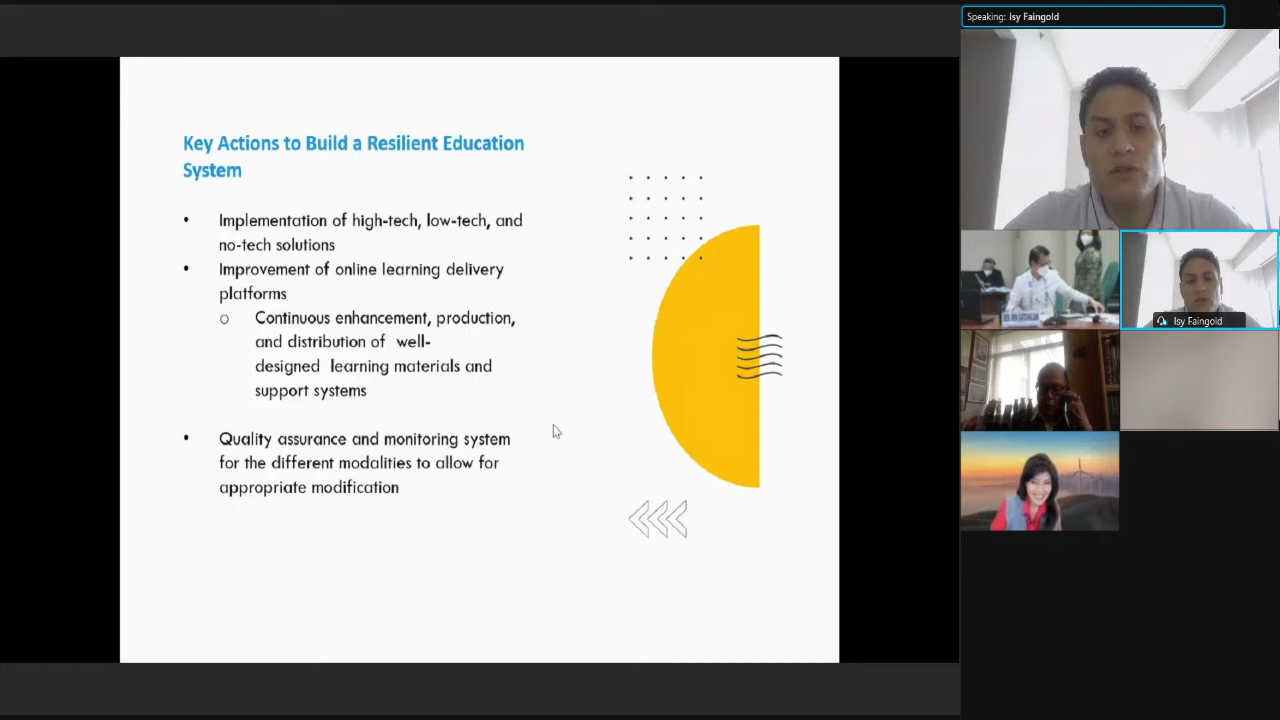 Speaking: Isy Faingold
Key Actions to Build a Resilient Education
System
• Implementation of high-tech, low-tech, and
no-tech solutions
• Improvement of online learning delivery
platforms
o Continuous enhancement, production,
and distribution of well-
designed learning materials and
support systems
• Quality assurance and monitoring system
for the different modalities to allow for
appropriate modification
Isy Faingold